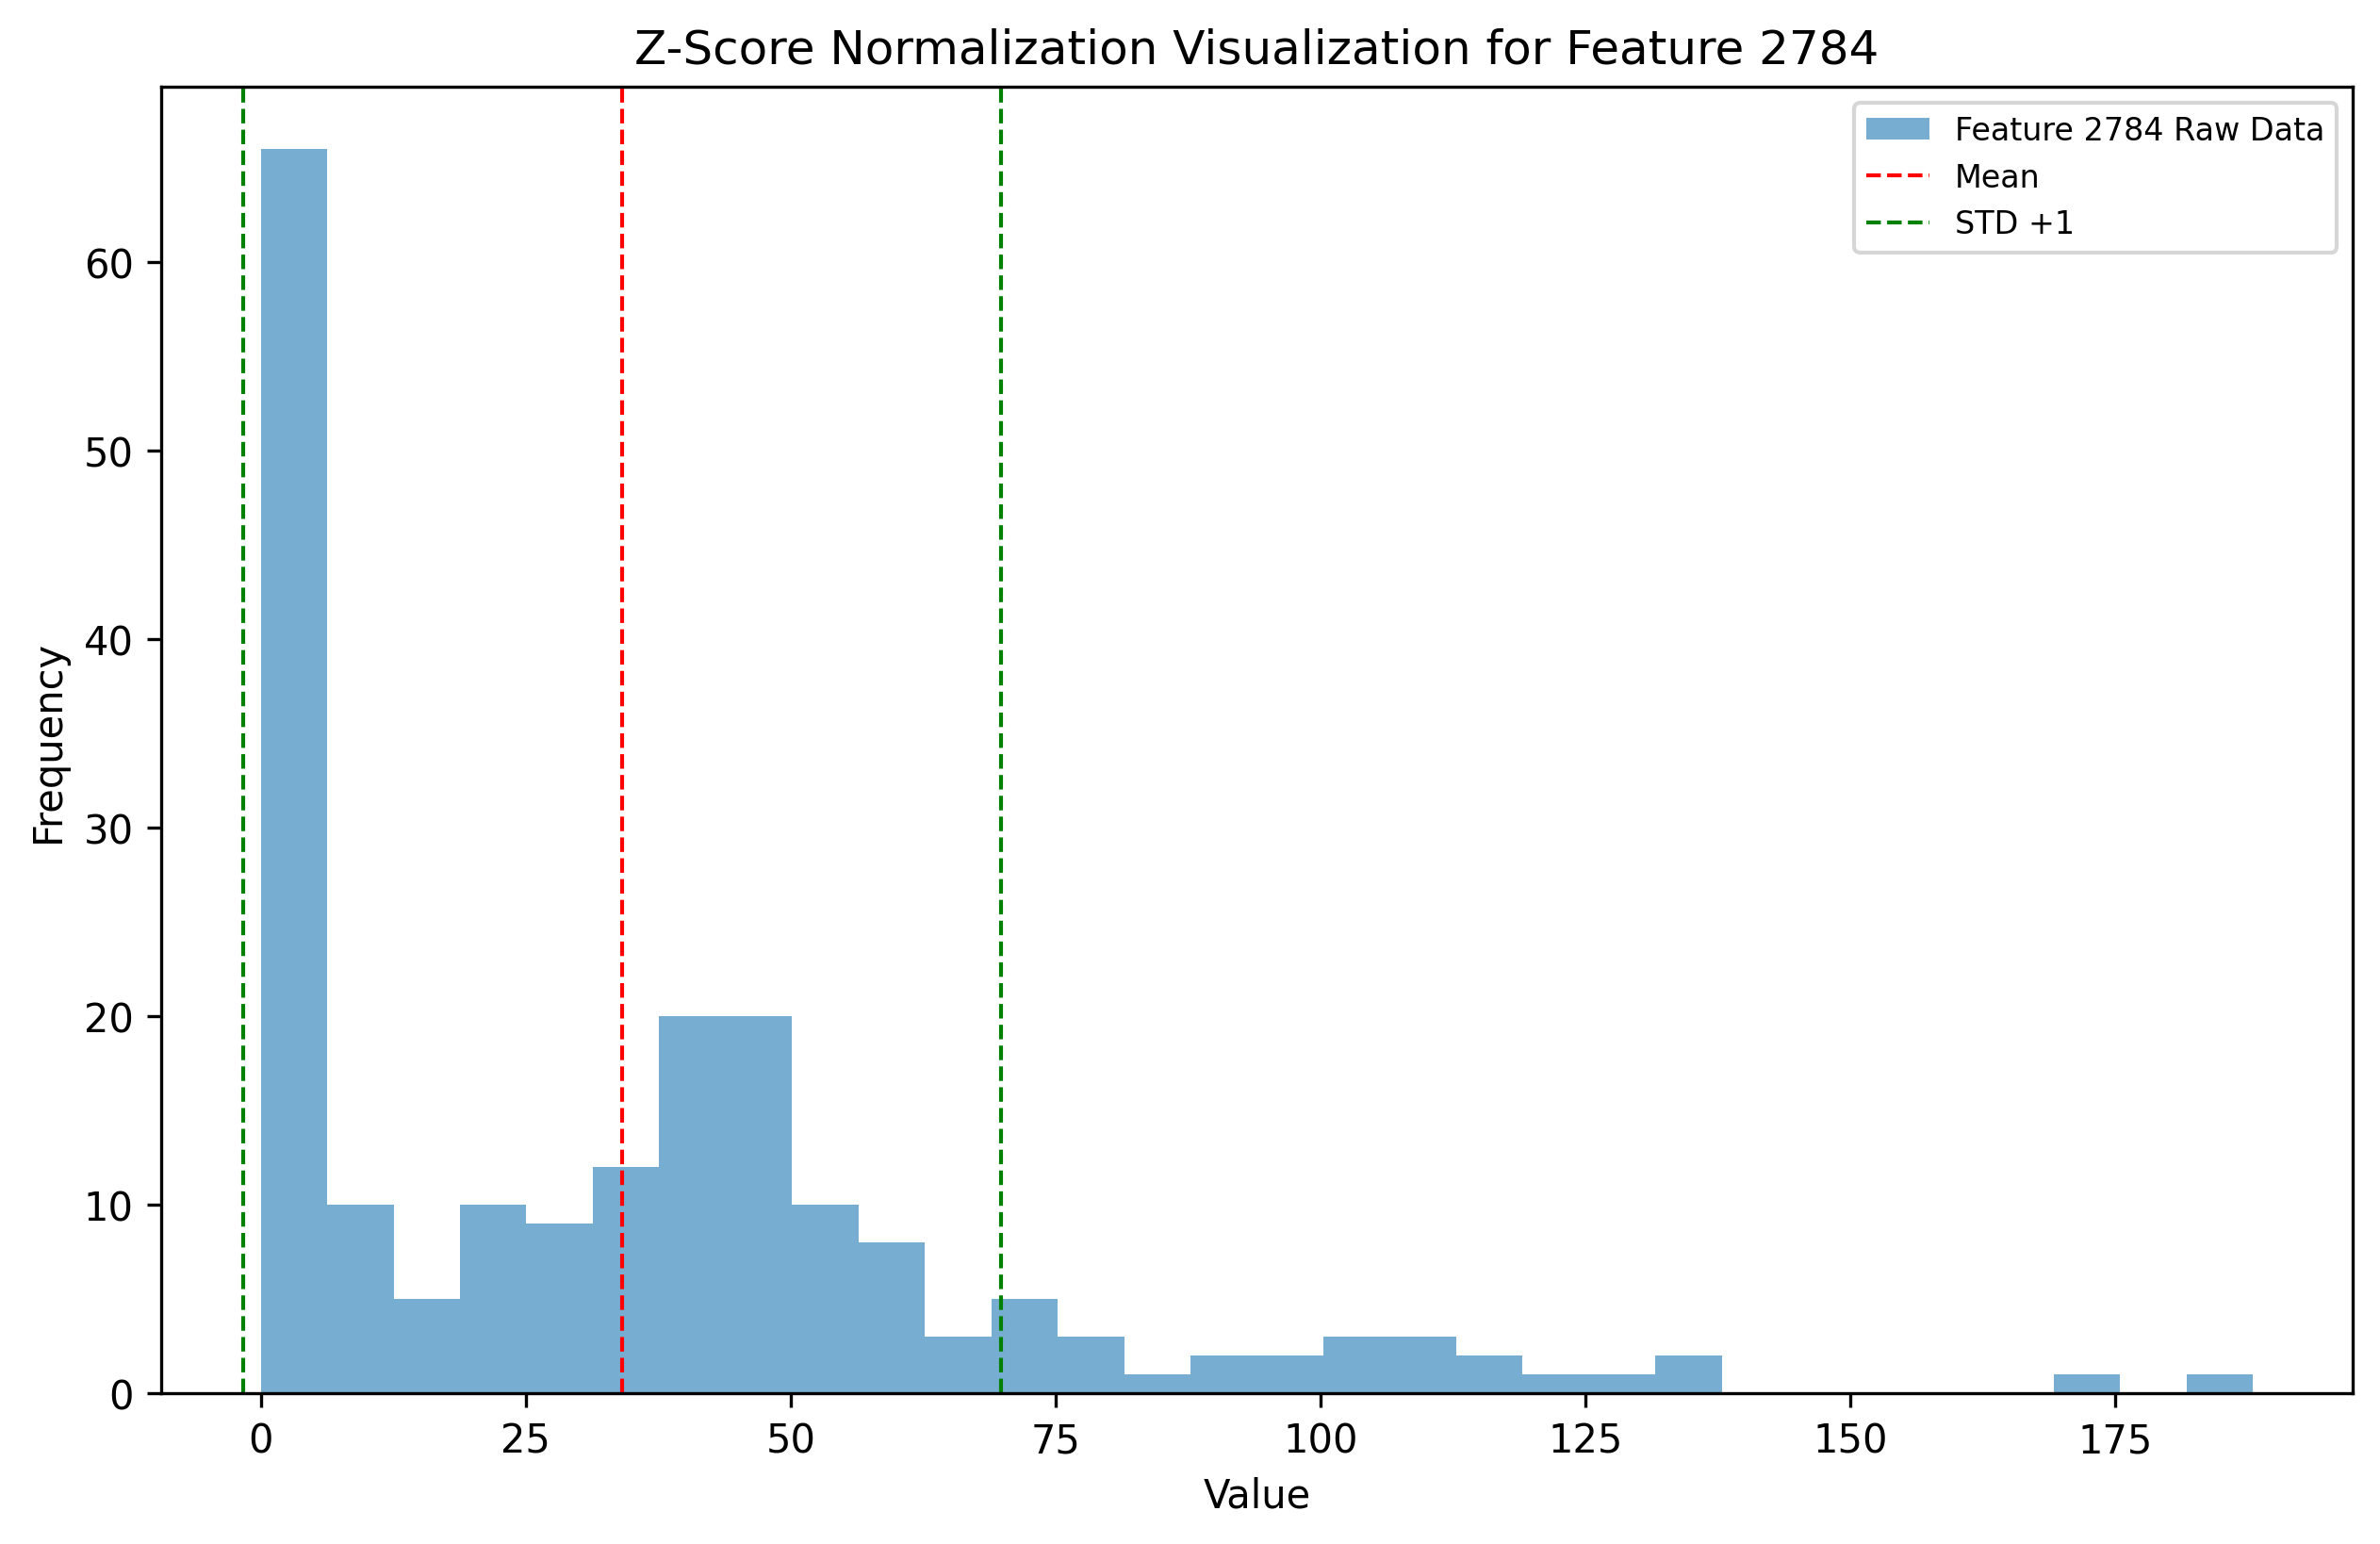 Z-Score Normalization Visualization for Feature 2784
Feature 2784 Raw Data
Mean
STD +1
Frequency
60
50
40
30
20
10
0
0 25 50 75 100 125 150 175
Value